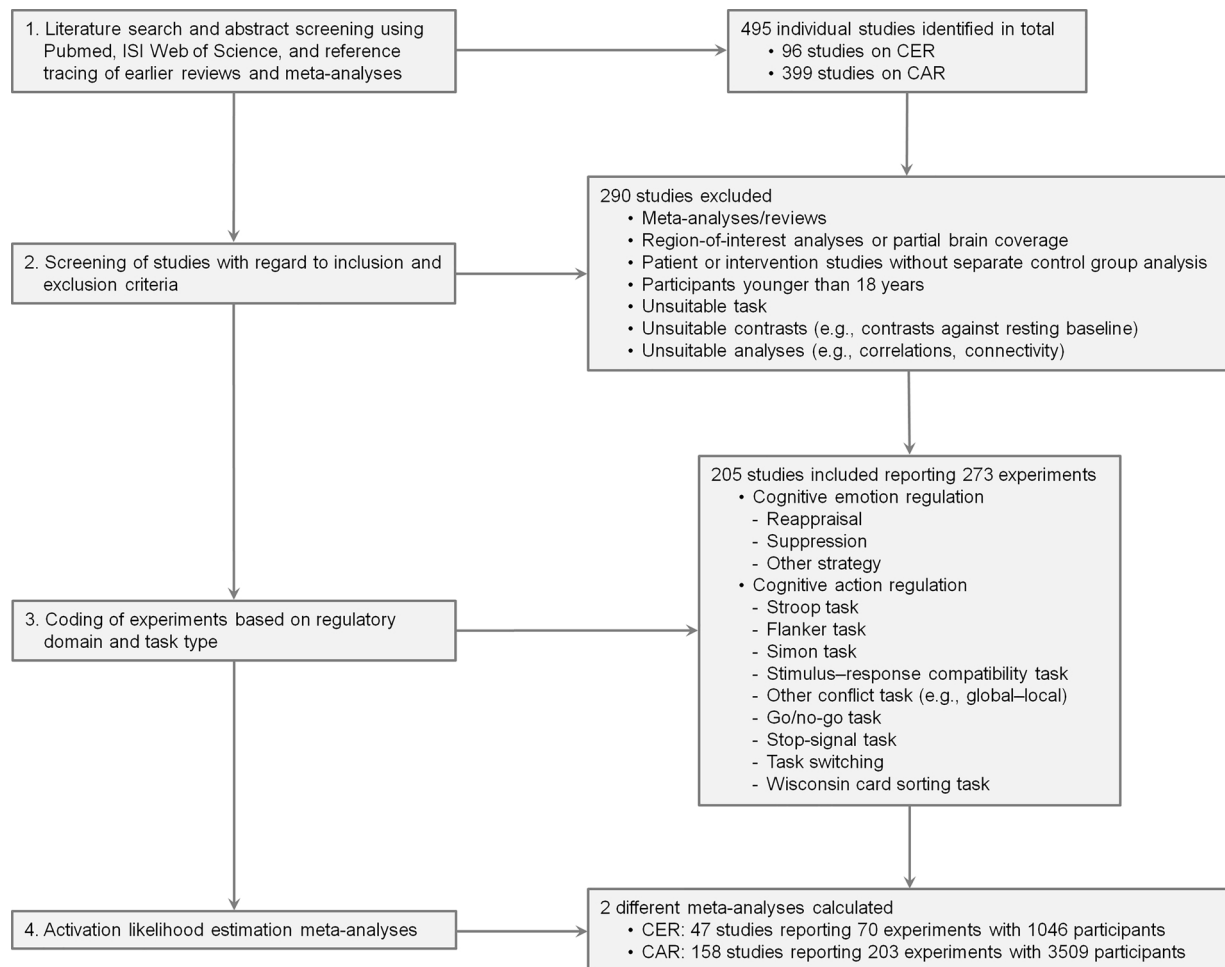 1. Literature search and abstract screening using
Pubmed, ISI Web of Science, and reference
tracing of earlier reviews and meta-analyses
495 individual studies identified in total
• 96 studies on CER
• 399 studies on CAR
290 studies excluded
• Meta-analyses/reviews
• Region-of-interest analyses or partial brain coverage
• Patient or intervention studies without separate control group analysis
• Participants younger than 18 years
• Unsuitable task
• Unsuitable contrasts (e.g., contrasts against resting baseline)
• Unsuitable analyses (e.g., correlations, connectivity)
2. Screening of studies with regard to inclusion and
exclusion criteria
205 studies included reporting 273 experiments
• Cognitive emotion regulation
- Reappraisal
- Suppression
- Other strategy
• Cognitive action regulation
- Stroop task
- Flanker task
- Simon task
- Stimulus–response compatibility task
- Other conflict task (e.g., global–local)
- Go/no-go task
- Stop-signal task
- Task switching
- Wisconsin card sorting task
3. Coding of experiments based on regulatory
domain and task type
4. Activation likelihood estimation meta-analyses
2 different meta-analyses calculated
• CER: 47 studies reporting 70 experiments with 1046 participants
• CAR: 158 studies reporting 203 experiments with 3509 participants